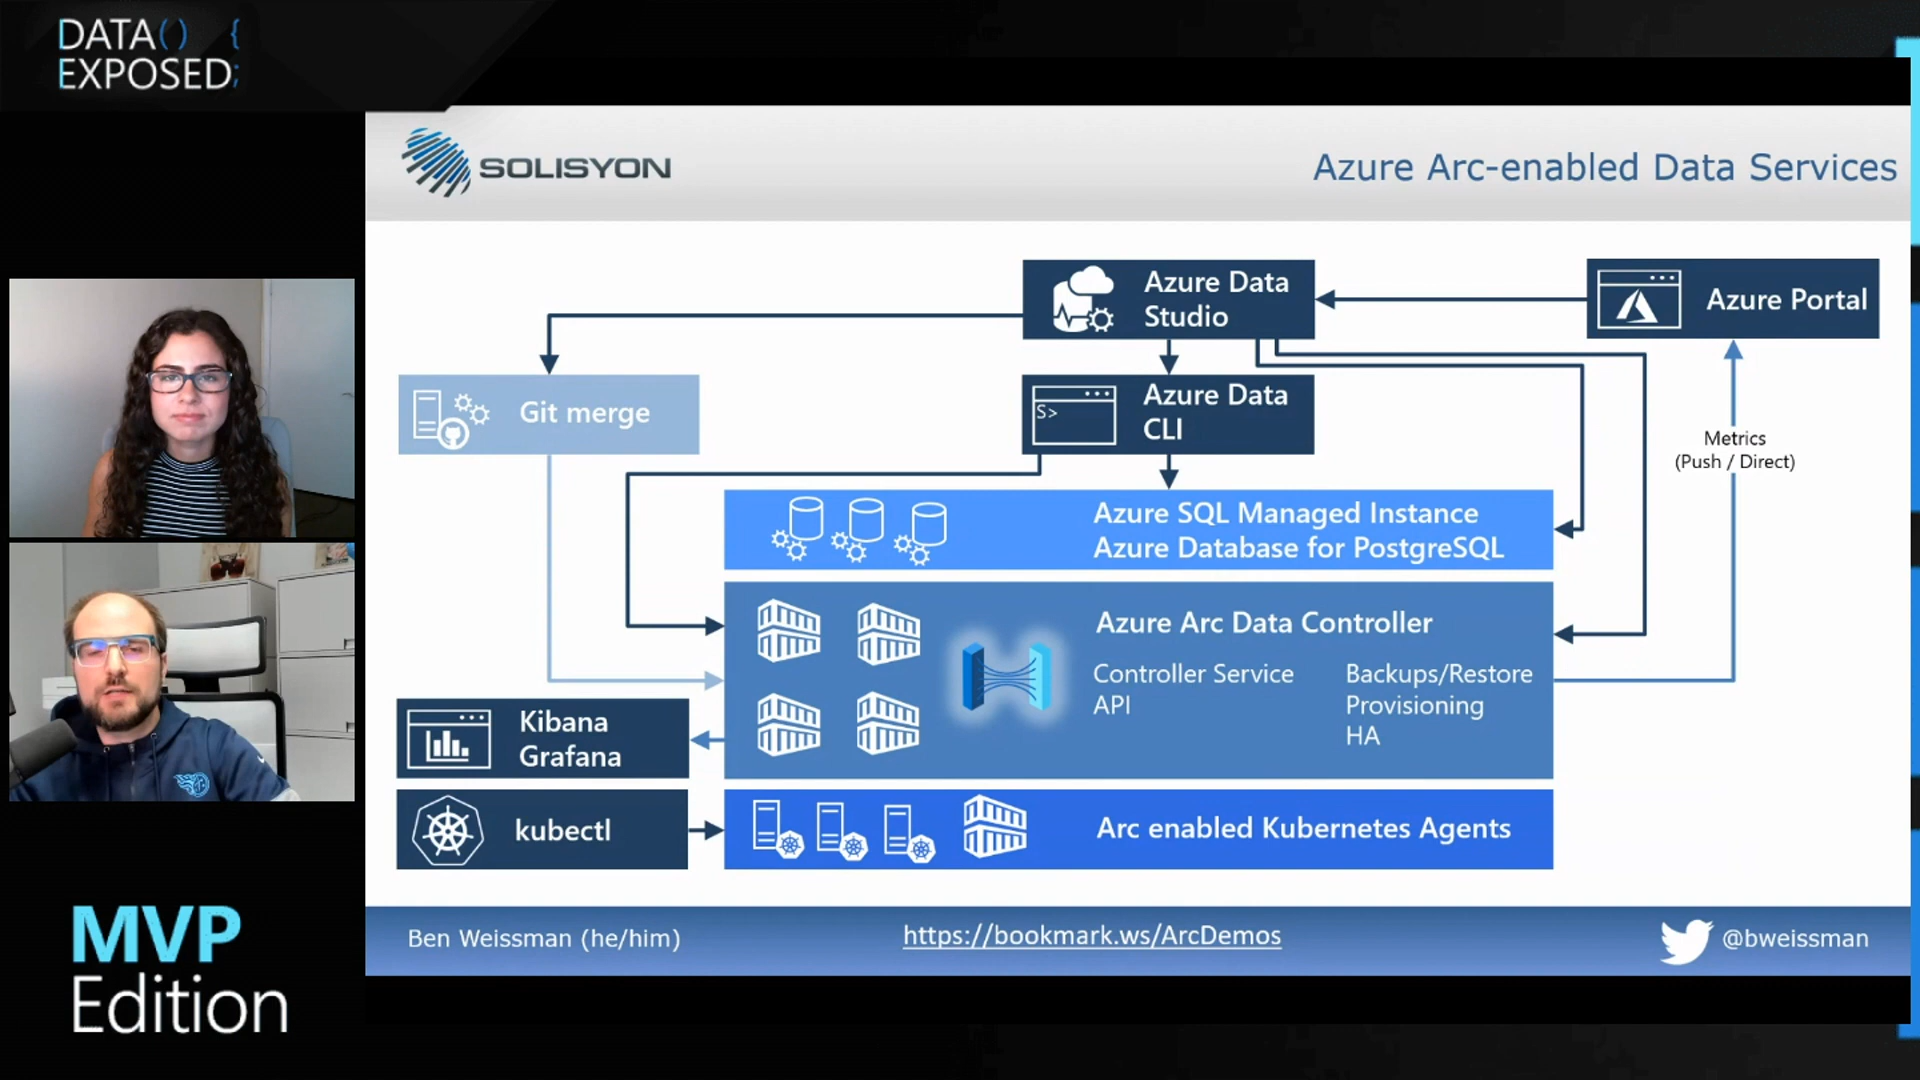 DATA() {
EXPOSED;
SOLISYON
Azure Arc-enabled Data Services
Azure Data
Studio
Azure Portal
Git merge
S>
Azure Data
CLI
Metrics
(Push / Direct)
Azure SQL Managed Instance
Azure Database for PostgreSQL
Azure Arc Data Controller
Controller Service
API
Backups/Restore
Provisioning
HA
Kibana
Grafana
kubectl
Arc enabled Kubernetes Agents
MVP
Edition
Ben Weissman (he/him)
https://bookmark.ws/ArcDemos
@bweissman